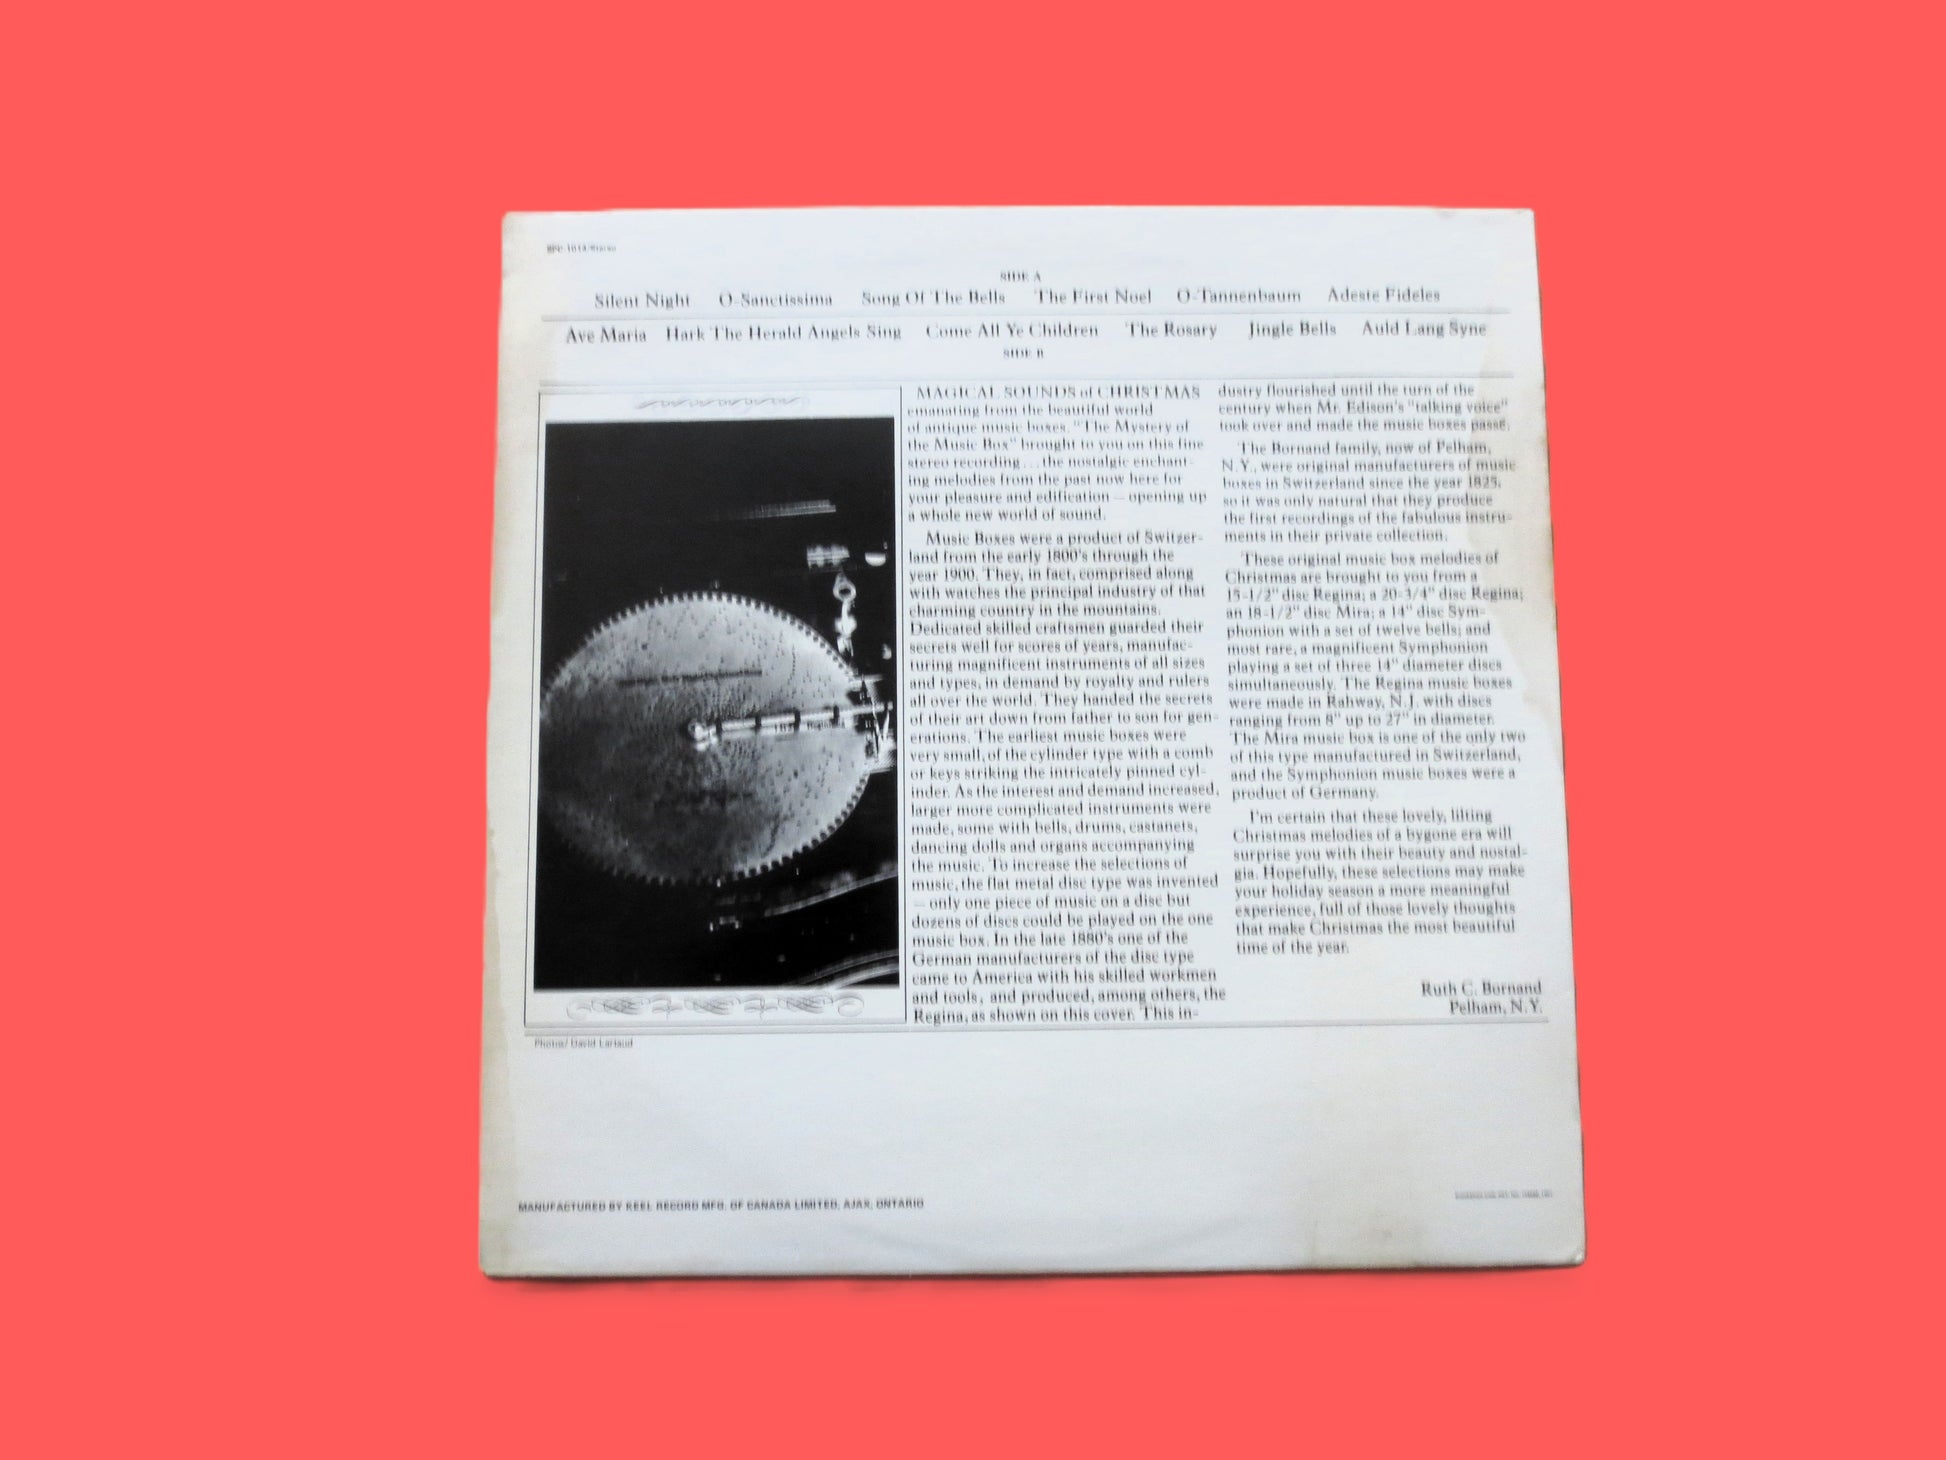 SIDE A
Silent Night O-Sanctissima Song Of The Bells The First Noel O-Tannenbaum Adeste Fideles
Ave Maria Hark The Herald Angels Sing Come All Ye Children The Rosary Jingle Bells Auld Lang Syne
SIDE B
MAGICAL SOUNDS of CHRISTMAS
emanating from the beautiful world
of antique music boxes. "The Mystery of
the Music Box" brought to you on this fine
stereo recording...the nostalgic enchant-
ing melodies from the past now here for
your pleasure and edification — opening up
a whole new world of sound.
Music Boxes were a product of Switzer-
land from the early 1800's through the
year 1900. They, in fact, comprised along
with watches the principal industry of that
charming country in the mountains.
Dedicated skilled craftsmen guarded their
secrets well for scores of years, manufac-
turing magnificent instruments of all sizes
and types, in demand by royalty and rulers
all over the world. They handed the secrets
of their art down from father to son for gen-
erations. The earliest music boxes were
very small, of the cylinder type with a comb
or keys striking the intricately pinned cyl-
inder. As the interest and demand increased,
larger more complicated instruments were
made, some with bells, drums, castanets,
dancing dolls and organs accompanying
the music. To increase the selections of
music, the flat metal disc type was invented
— only one piece of music on a disc but
dozens of discs could be played on the one
music box. In the late 1880's one of the
German manufacturers of the disc type
came to America with his skilled workmen
and tools, and produced, among others, the
Regina, as shown on this cover. This in-
dustry flourished until the turn of the
century when Mr. Edison's "talking voice"
took over and made the music boxes passé.
The Bornand family, now of Pelham,
N.Y., were original manufacturers of music
boxes in Switzerland since the year 1825,
so it was only natural that they produce
the first recordings of the fabulous instru-
ments in their private collection.
These original music box melodies of
Christmas are brought to you from a
15-1/2" disc Regina; a 20-3/4" disc Regina;
an 18-1/2" disc Mira; a 14" disc Sym-
phonion with a set of twelve bells; and
most rare, a magnificent Symphonion
playing a set of three 14" diameter discs
simultaneously. The Regina music boxes
were made in Rahway, N.J. with discs
ranging from 8" up to 27" in diameter.
The Mira music box is one of the only two
of this type manufactured in Switzerland,
and the Symphonion music boxes were a
product of Germany.
I'm certain that these lovely, lilting
Christmas melodies of a bygone era will
surprise you with their beauty and nostal-
gia. Hopefully, these selections may make
your holiday season a more meaningful
experience, full of those lovely thoughts
that make Christmas the most beautiful
time of the year.
Ruth C. Bornand
Pelham, N.Y.
Photos/ David Lartaud
MANUFACTURED BY KEEL RECORD MFG. OF CANADA LIMITED, AJAX, ONTARIO